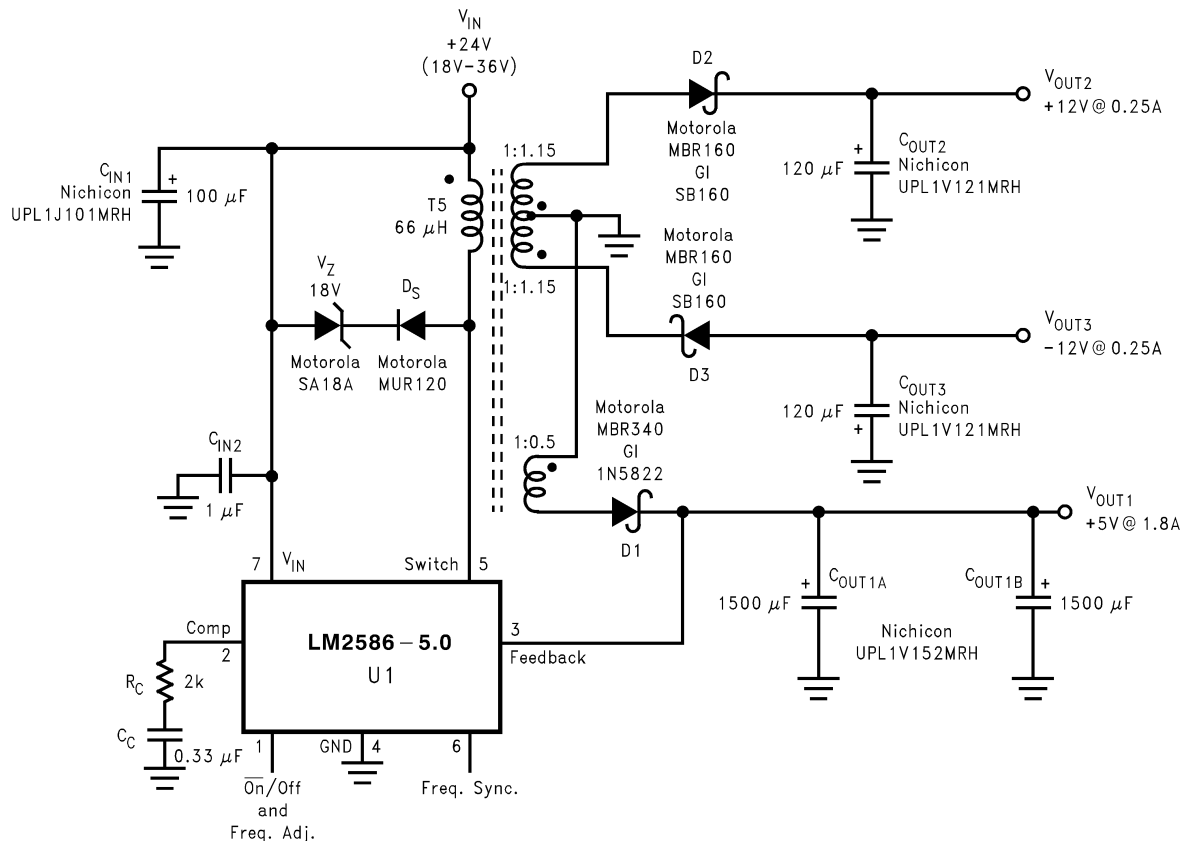 V_IN
+24V
(18V–36V)
D2
Motorola
MBR160
GI
SB160
V_OUT2
+12V@ 0.25A
+
120 µF
C_OUT2
Nichicon
UPL1V121MRH
C_IN1
Nichicon
UPL1J101MRH
+
100 µF
1:1.15
T5
66 µH
1:1.15
Motorola
MBR160
GI
SB160
D3
V_OUT3
-12V@ 0.25A
120 µF
+
C_OUT3
Nichicon
UPL1V121MRH
V_Z
18V
D_S
Motorola
SA18A
Motorola
MUR120
1:0.5
Motorola
MBR340
GI
1N5822
D1
V_OUT1
+5V@ 1.8A
C_IN2
1 µF
+
C_OUT1A
1500 µF
C_OUT1B
+
1500 µF
Nichicon
UPL1V152MRH
7
V_IN
Switch
5
Comp
2
LM2586 – 5.0
U1
3
Feedback
R_C
2k
C_C
0.33 µF
1
GND
4
6
O̅n̅/Off
and
Freq. Adj.
Freq. Sync.